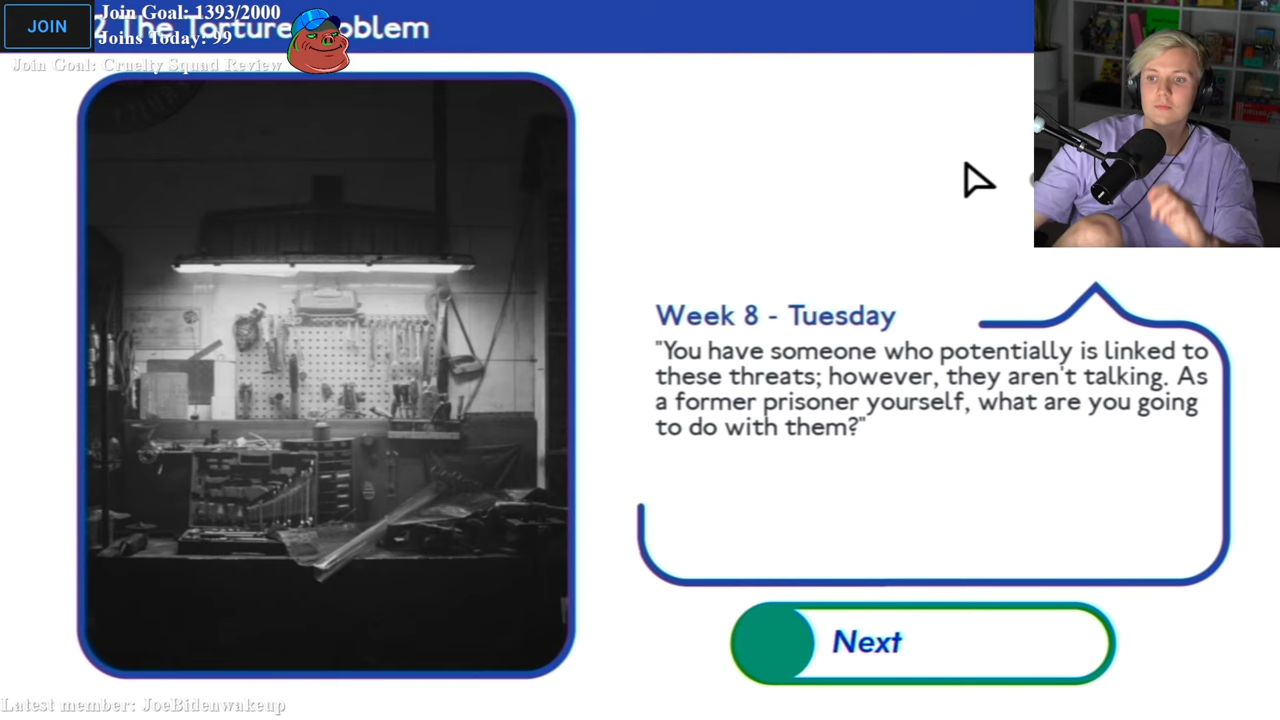 JOIN
Join Goal: 1393/2000
Joins Today: 99
Join Goal: Cruelty Squad Review
The Torture
Week 8 - Tuesday
"You have someone who potentially is linked to
these threats; however, they aren't talking. As
a former prisoner yourself, what are you going
to do with them?"
Next
Latest member: JoeBidenwakeup